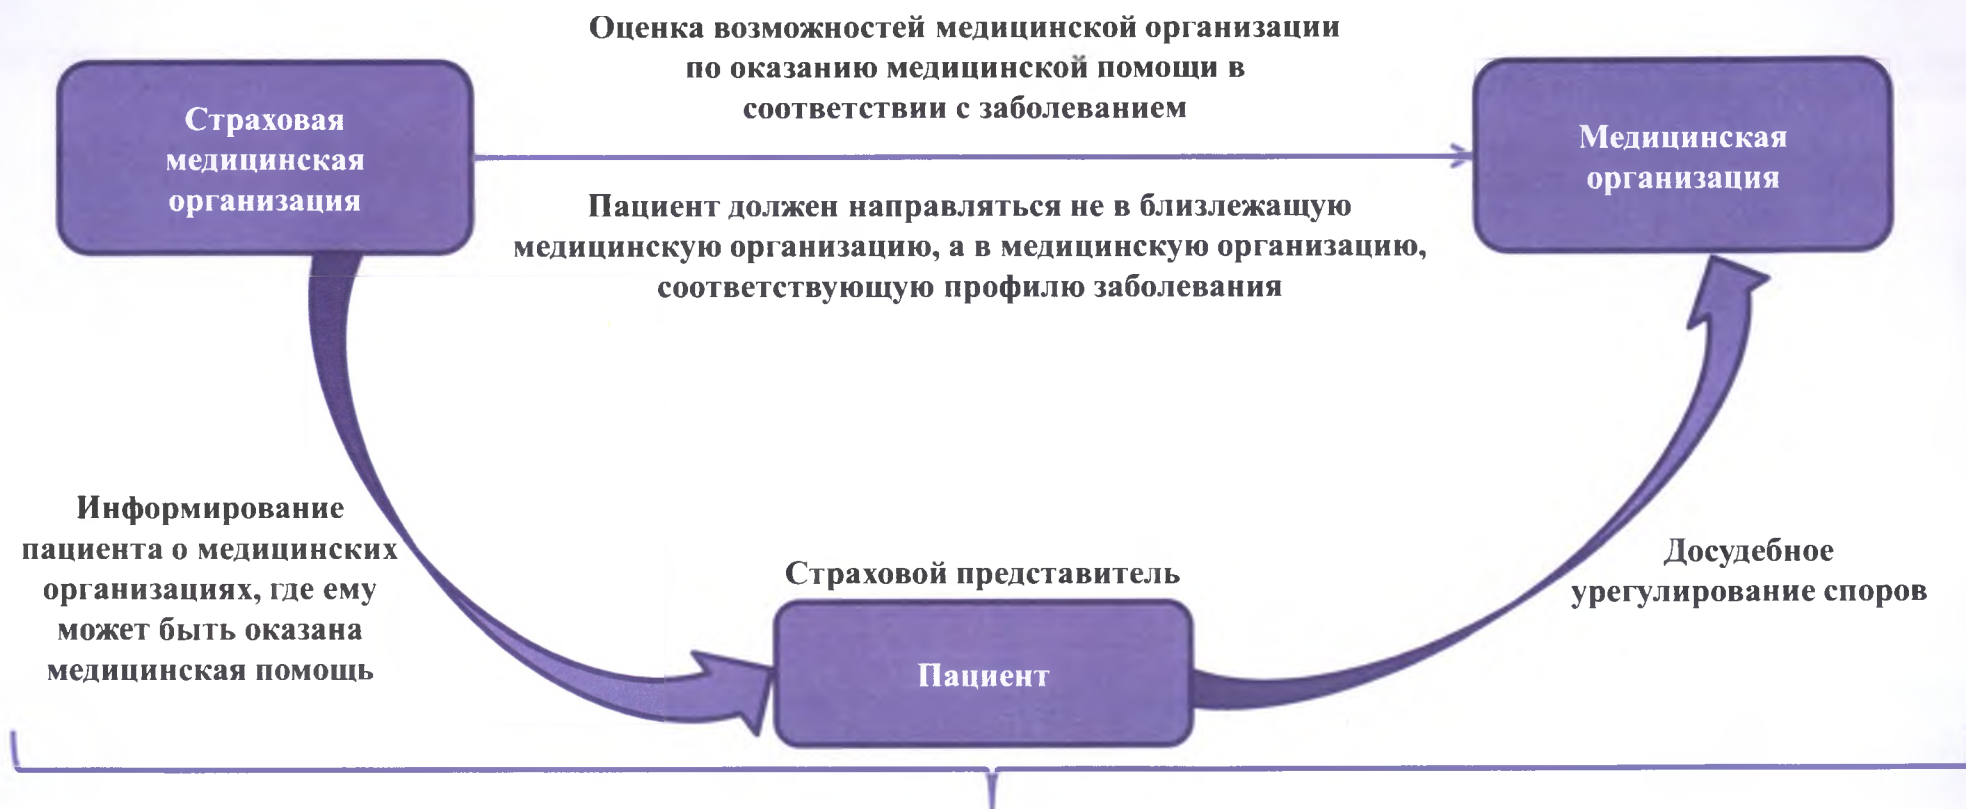 Оценка возможностей медицинской организации
по оказанию медицинской помощи в
соответствии с заболеванием
Страховая
медицинская
организация
Медицинская
организация
Пациент должен направляться не в близлежащую
медицинскую организацию, а в медицинскую организацию,
соответствующую профилю заболевания
Информирование
пациента о медицинских
организациях, где ему
может быть оказана
медицинская помощь
Страховой представитель
Пациент
Досудебное
урегулирование споров